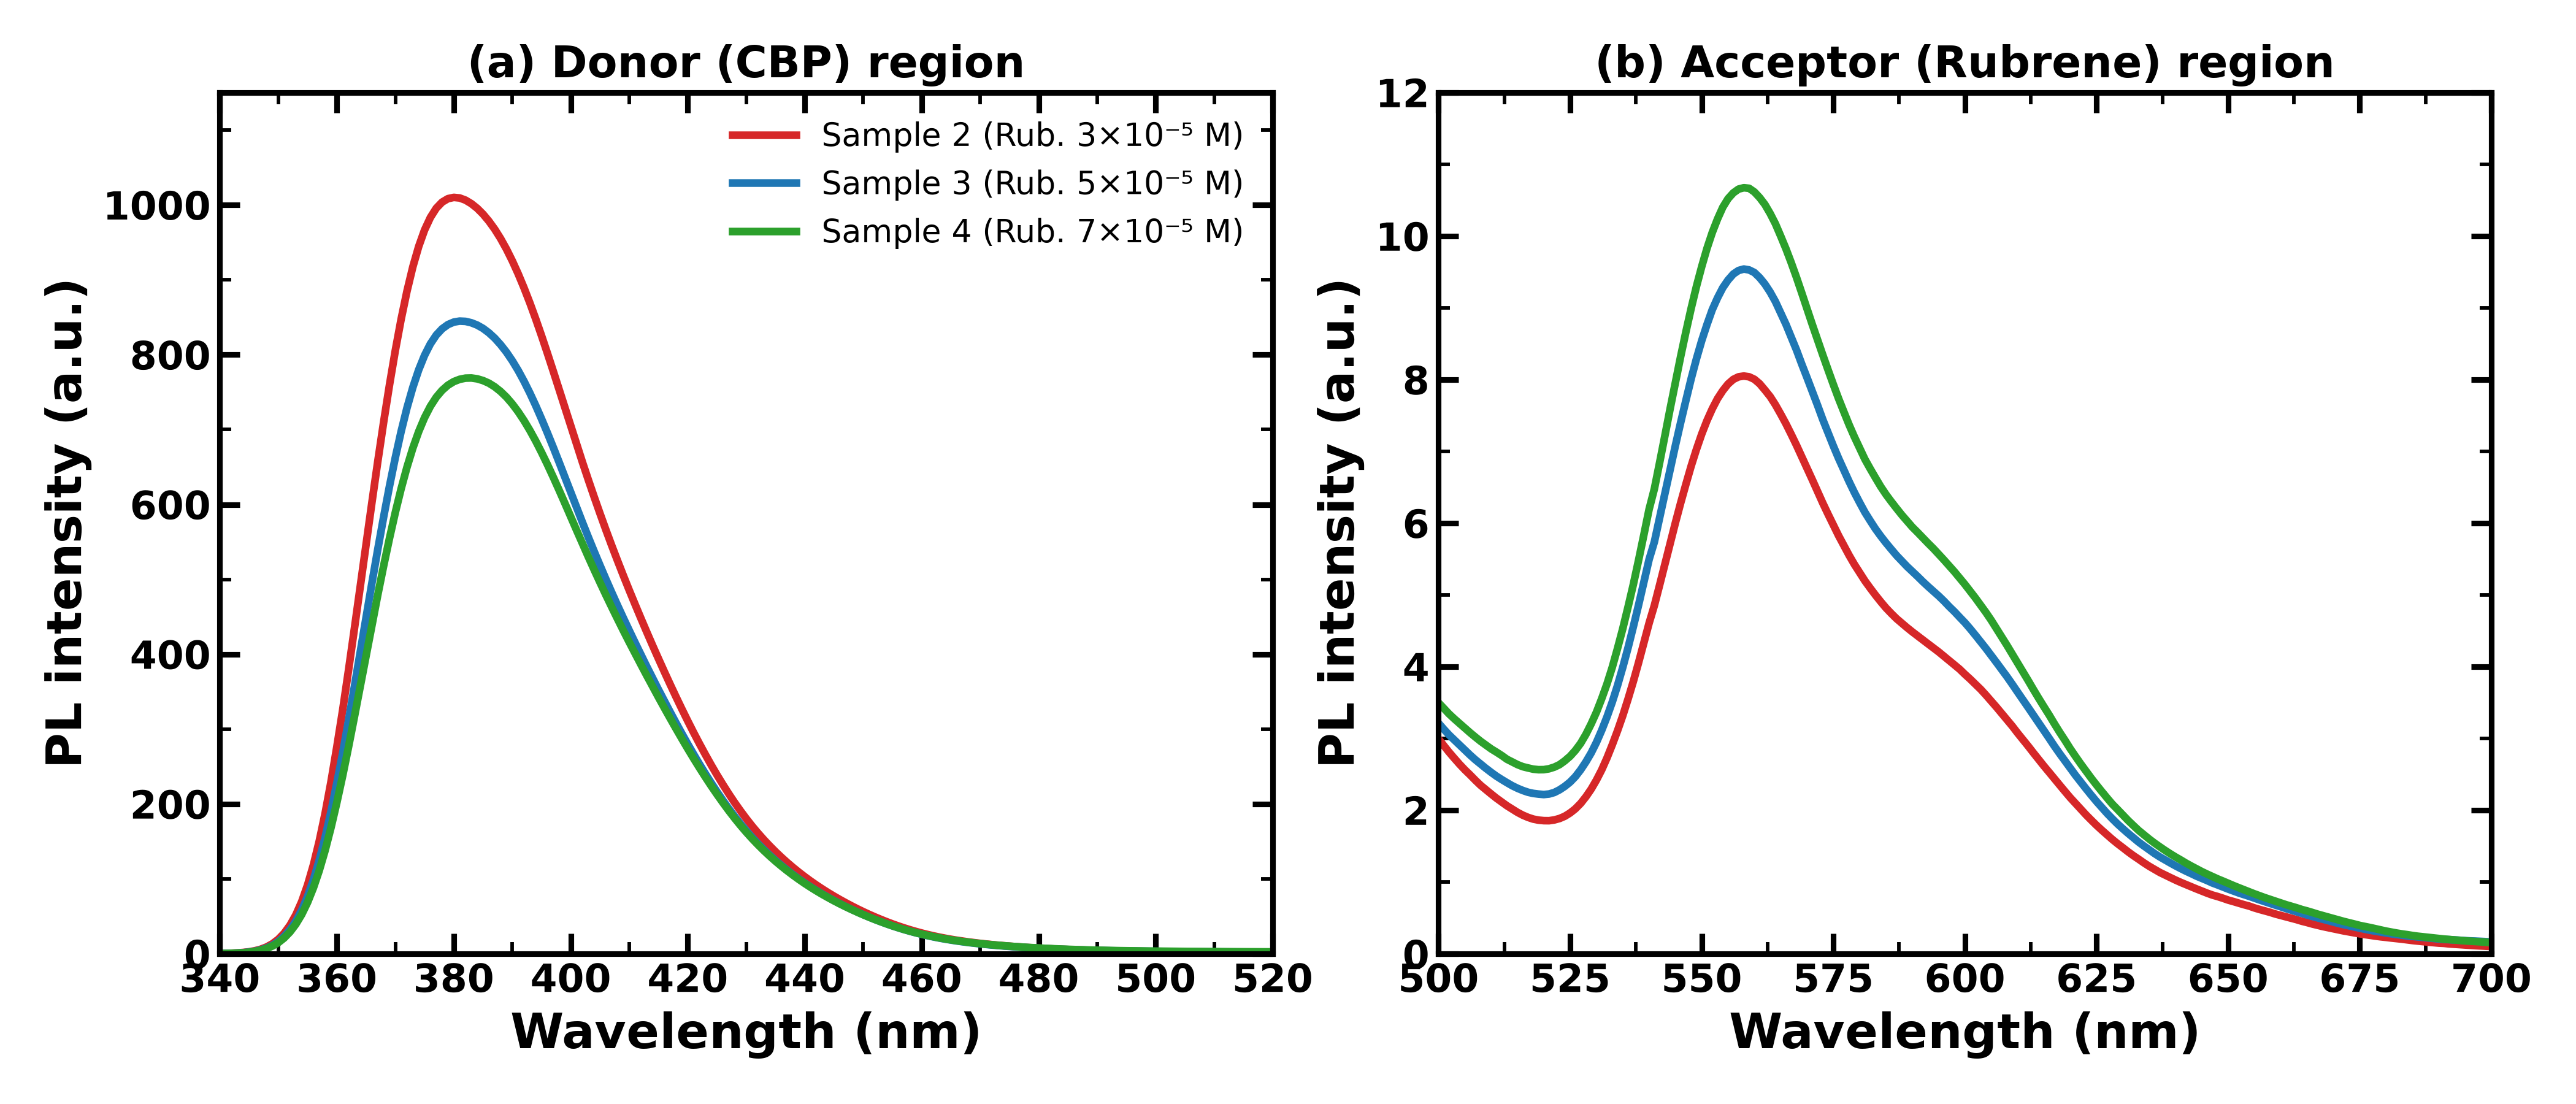 (a) Donor (CBP) region
PL intensity (a.u.)
1000
800
600
400
200
0
Sample 2 (Rub. 3×10⁻⁵ M)
Sample 3 (Rub. 5×10⁻⁵ M)
Sample 4 (Rub. 7×10⁻⁵ M)
340 360 380 400 420 440 460 480 500 520
Wavelength (nm)
(b) Acceptor (Rubrene) region
PL intensity (a.u.)
12
10
8
6
4
2
0
500 525 550 575 600 625 650 675 700
Wavelength (nm)